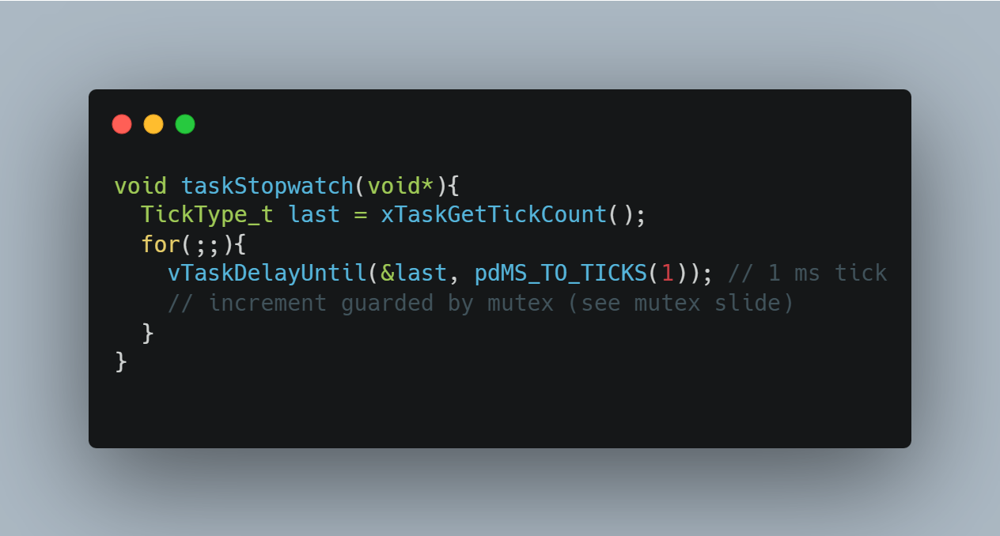 void taskStopwatch(void*){
  TickType_t last = xTaskGetTickCount();
  for(;;){
    vTaskDelayUntil(&last, pdMS_TO_TICKS(1)); // 1 ms tick
    // increment guarded by mutex (see mutex slide)
  }
}